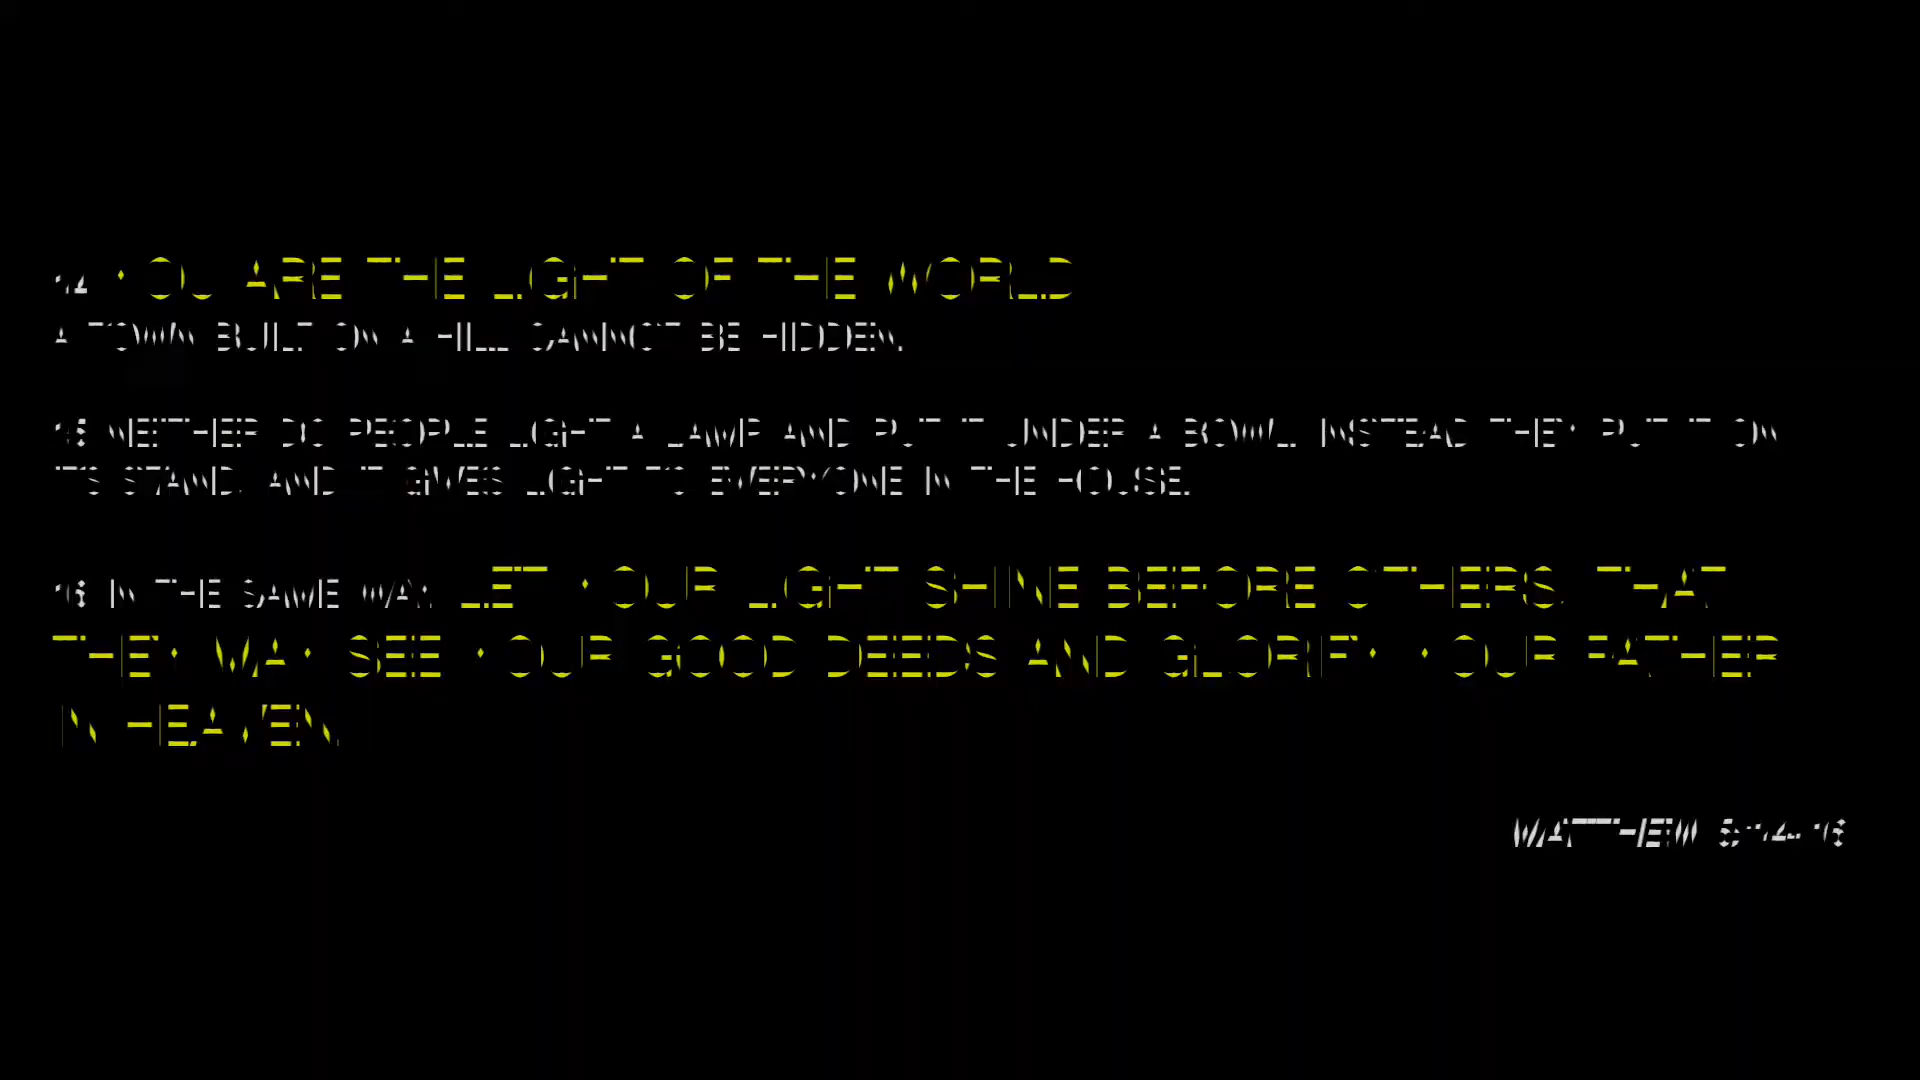 14 YOU ARE THE LIGHT OF THE WORLD
A TOWN BUILT ON A HILL CANNOT BE HIDDEN.
15 NEITHER DO PEOPLE LIGHT A LAMP AND PUT IT UNDER A BOWL. INSTEAD THEY PUT IT ON
ITS STAND, AND IT GIVES LIGHT TO EVERYONE IN THE HOUSE.
16 IN THE SAME WAY, LET YOUR LIGHT SHINE BEFORE OTHERS, THAT
THEY MAY SEE YOUR GOOD DEEDS AND GLORIFY YOUR FATHER
IN HEAVEN.
MATTHEW 5:14-16